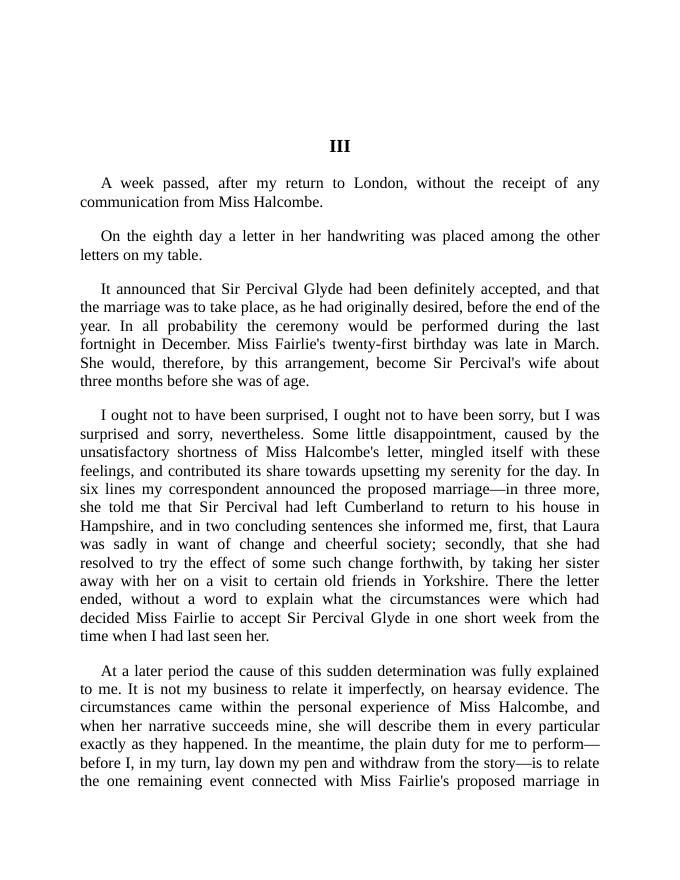 III
A week passed, after my return to London, without the receipt of any
communication from Miss Halcombe.
On the eighth day a letter in her handwriting was placed among the other
letters on my table.
It announced that Sir Percival Glyde had been definitely accepted, and that
the marriage was to take place, as he had originally desired, before the end of the
year. In all probability the ceremony would be performed during the last
fortnight in December. Miss Fairlie's twenty-first birthday was late in March.
She would, therefore, by this arrangement, become Sir Percival's wife about
three months before she was of age.
I ought not to have been surprised, I ought not to have been sorry, but I was
surprised and sorry, nevertheless. Some little disappointment, caused by the
unsatisfactory shortness of Miss Halcombe's letter, mingled itself with these
feelings, and contributed its share towards upsetting my serenity for the day. In
six lines my correspondent announced the proposed marriage—in three more,
she told me that Sir Percival had left Cumberland to return to his house in
Hampshire, and in two concluding sentences she informed me, first, that Laura
was sadly in want of change and cheerful society; secondly, that she had
resolved to try the effect of some such change forthwith, by taking her sister
away with her on a visit to certain old friends in Yorkshire. There the letter
ended, without a word to explain what the circumstances were which had
decided Miss Fairlie to accept Sir Percival Glyde in one short week from the
time when I had last seen her.
At a later period the cause of this sudden determination was fully explained
to me. It is not my business to relate it imperfectly, on hearsay evidence. The
circumstances came within the personal experience of Miss Halcombe, and
when her narrative succeeds mine, she will describe them in every particular
exactly as they happened. In the meantime, the plain duty for me to perform—
before I, in my turn, lay down my pen and withdraw from the story—is to relate
the one remaining event connected with Miss Fairlie's proposed marriage in